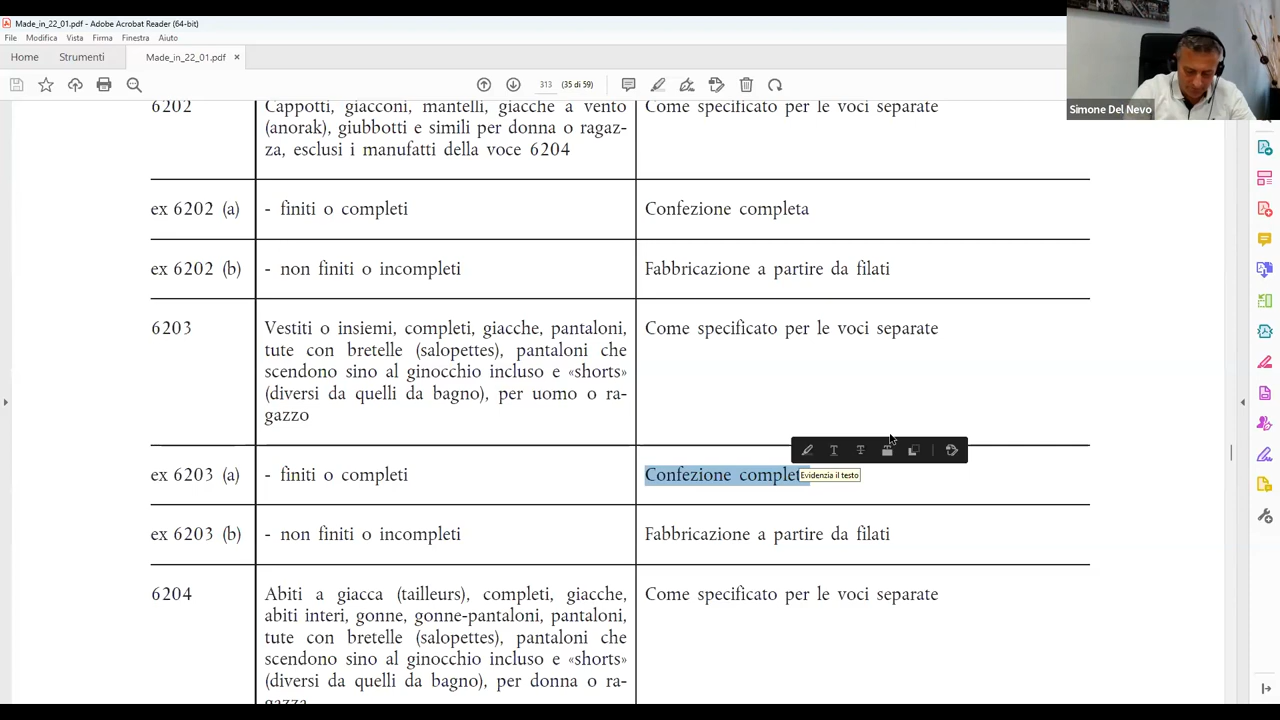 Made_in_22_01.pdf - Adobe Acrobat Reader (64-bit)
File Modifica Vista Firma Finestra Aiuto
Home Strumenti Made_in_22_01.pdf ×
313 (35 di 59)
Simone Del Nevo
6202 Cappotti, giacconi, mantelli, giacche a vento Come specificato per le voci separate
(anorak), giubbotti e simili per donna o ragaz-
za, esclusi i manufatti della voce 6204
ex 6202 (a) - finiti o completi Confezione completa
ex 6202 (b) - non finiti o incompleti Fabbricazione a partire da filati
6203 Vestiti o insiemi, completi, giacche, pantaloni, Come specificato per le voci separate
tute con bretelle (salopettes), pantaloni che
scendono sino al ginocchio incluso e «shorts»
(diversi da quelli da bagno), per uomo o ra-
gazzo
ex 6203 (a) - finiti o completi Confezione complet
Evidenzia il testo
ex 6203 (b) - non finiti o incompleti Fabbricazione a partire da filati
6204 Abiti a giacca (tailleurs), completi, giacche, Come specificato per le voci separate
abiti interi, gonne, gonne-pantaloni, pantaloni,
tute con bretelle (salopettes), pantaloni che
scendono sino al ginocchio incluso e «shorts»
(diversi da quelli da bagno), per donna o ra-
gazza